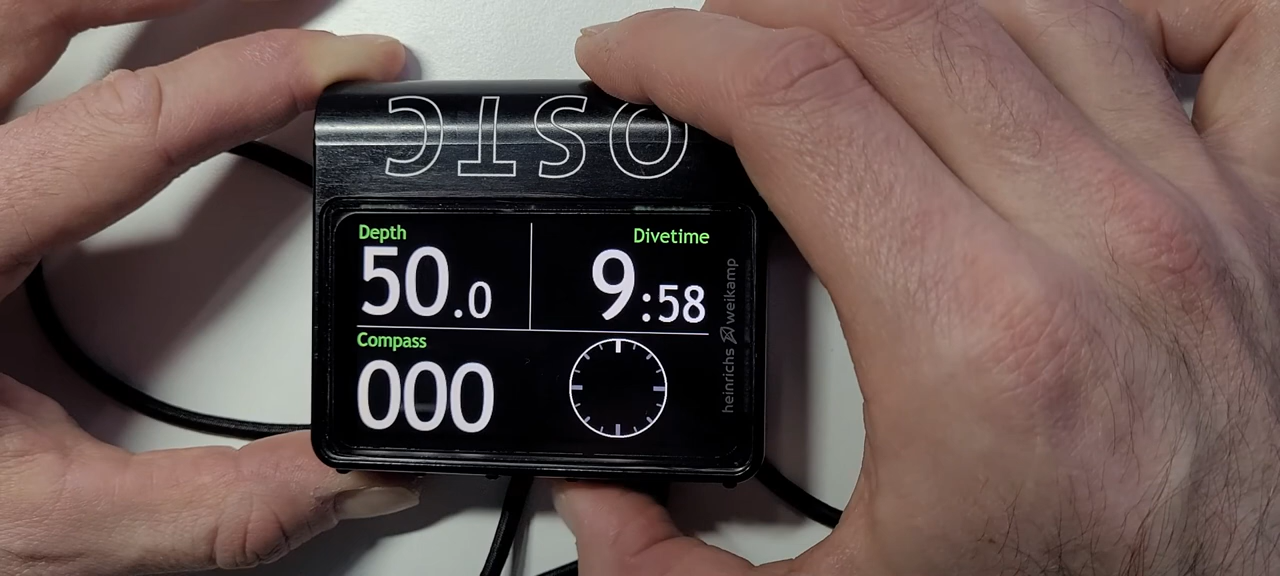 OSTC
Depth
50.0
Divetime
9:58
Compass
000
heinrichs weikamp